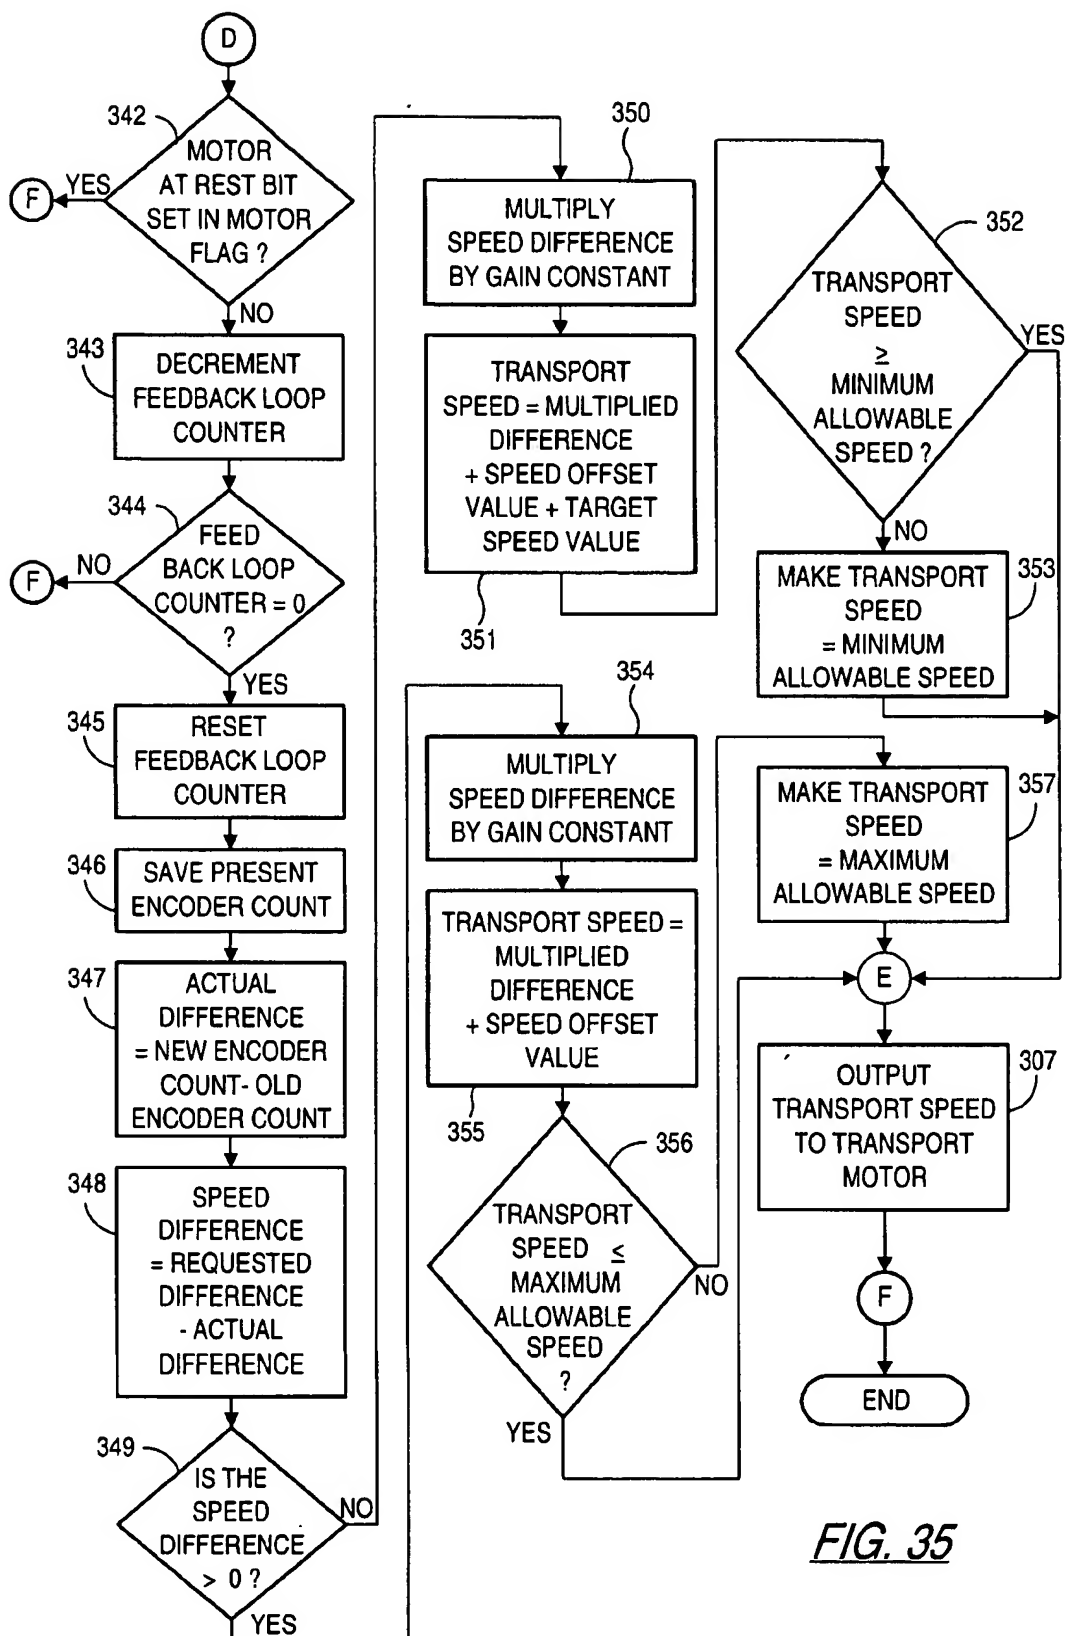 D
342
MOTOR
AT REST BIT
SET IN MOTOR
FLAG ?
YES
F
NO
343
DECREMENT
FEEDBACK LOOP
COUNTER
344
FEED
BACK LOOP
COUNTER = 0
?
NO
F
YES
345
RESET
FEEDBACK LOOP
COUNTER
346
SAVE PRESENT
ENCODER COUNT
347
ACTUAL
DIFFERENCE
= NEW ENCODER
COUNT- OLD
ENCODER COUNT
348
SPEED
DIFFERENCE
= REQUESTED
DIFFERENCE
- ACTUAL
DIFFERENCE
349
IS THE
SPEED
DIFFERENCE
> 0 ?
NO
YES
350
MULTIPLY
SPEED DIFFERENCE
BY GAIN CONSTANT
TRANSPORT
SPEED = MULTIPLIED
DIFFERENCE
+ SPEED OFFSET
VALUE + TARGET
SPEED VALUE
351
352
TRANSPORT
SPEED
≥
MINIMUM
ALLOWABLE
SPEED ?
YES
NO
353
MAKE TRANSPORT
SPEED
= MINIMUM
ALLOWABLE SPEED
354
MULTIPLY
SPEED DIFFERENCE
BY GAIN CONSTANT
TRANSPORT SPEED =
MULTIPLIED
DIFFERENCE
+ SPEED OFFSET
VALUE
355
356
TRANSPORT
SPEED ≤
MAXIMUM
ALLOWABLE
SPEED
?
NO
YES
357
MAKE TRANSPORT
SPEED
= MAXIMUM
ALLOWABLE SPEED
E
307
OUTPUT
TRANSPORT SPEED
TO TRANSPORT
MOTOR
F
END
FIG. 35